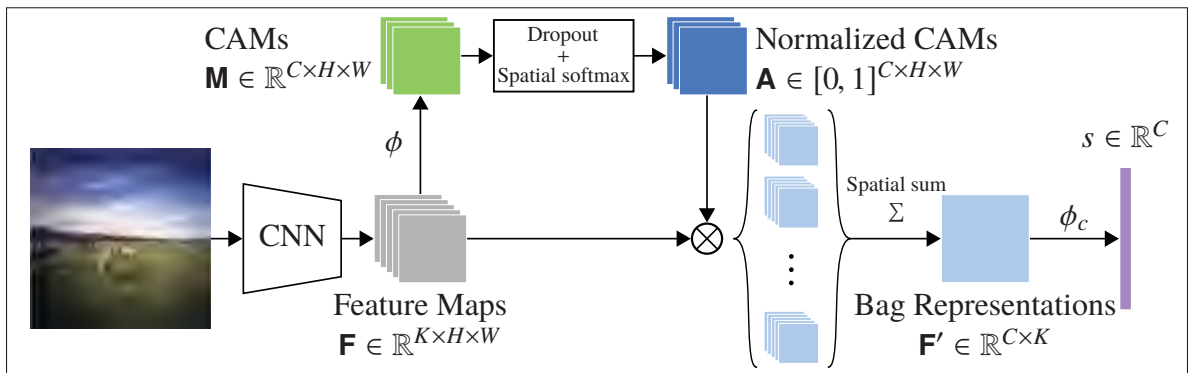 CAMs
M ∈ ℝ^{C×H×W}
Dropout
+
Spatial softmax
Normalized CAMs
A ∈ [0, 1]^{C×H×W}
ϕ
s ∈ ℝ^C
CNN
Spatial sum
Σ
ϕ_c
Feature Maps
F ∈ ℝ^{K×H×W}
Bag Representations
F′ ∈ ℝ^{C×K}